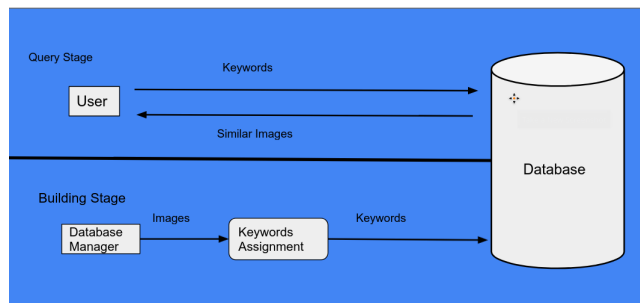 Query Stage
Keywords
User
Similar Images
Database
Building Stage
Images
Keywords
Database
Manager
Keywords
Assignment